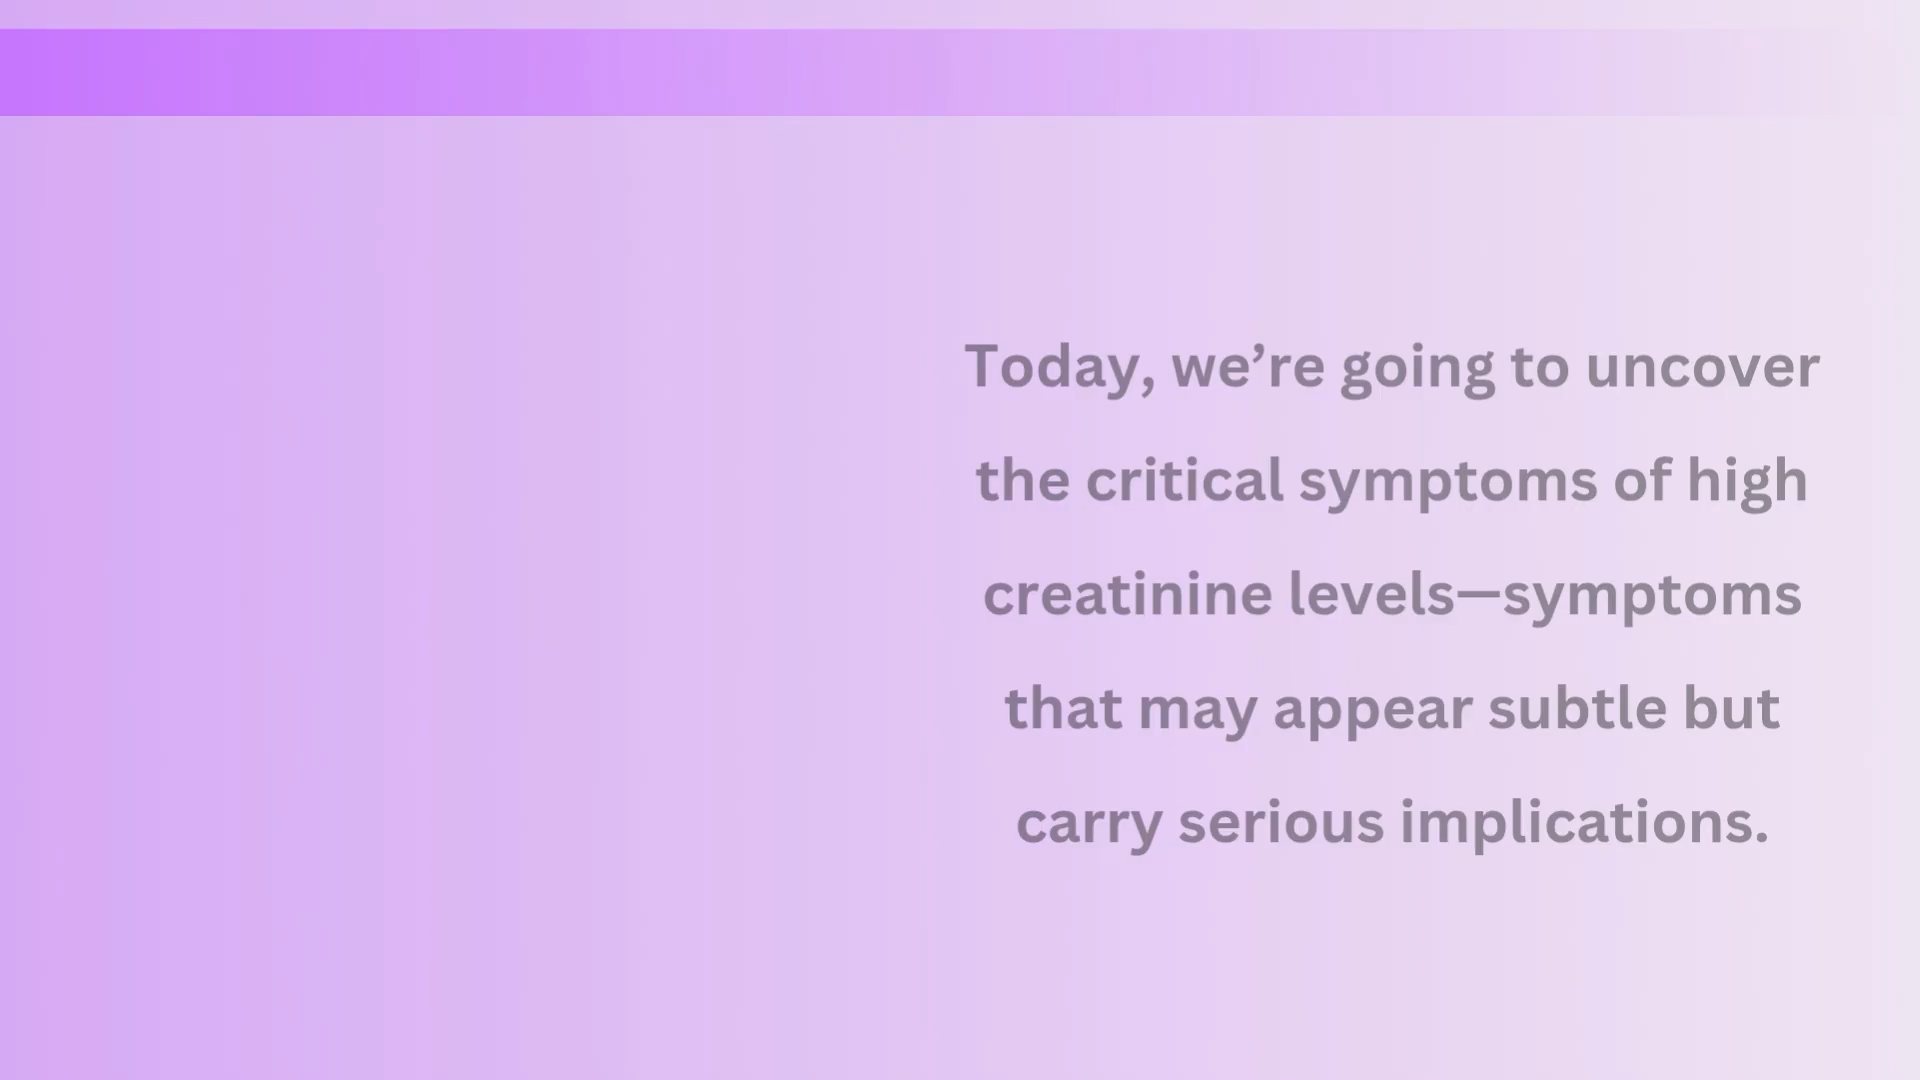 Today, we’re going to uncover
the critical symptoms of high
creatinine levels—symptoms
that may appear subtle but
carry serious implications.